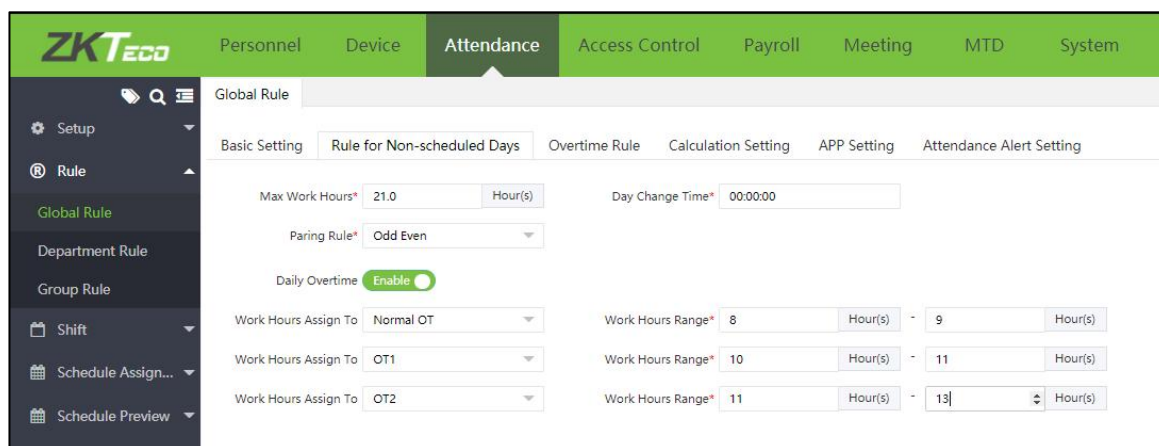 ZKTECO Personnel Device Attendance Access Control Payroll Meeting MTD System
Global Rule
Setup
Basic Setting Rule for Non-scheduled Days Overtime Rule Calculation Setting APP Setting Attendance Alert Setting
Rule
Max Work Hours* 21.0 Hour(s) Day Change Time* 00:00:00
Global Rule
Paring Rule* Odd Even
Department Rule
Daily Overtime Enable
Group Rule
Work Hours Assign To Normal OT Work Hours Range* 8 Hour(s) - 9 Hour(s)
Shift
Work Hours Assign To OT1 Work Hours Range* 10 Hour(s) - 11 Hour(s)
Schedule Assign...
Work Hours Assign To OT2 Work Hours Range* 11 Hour(s) - 13 Hour(s)
Schedule Preview